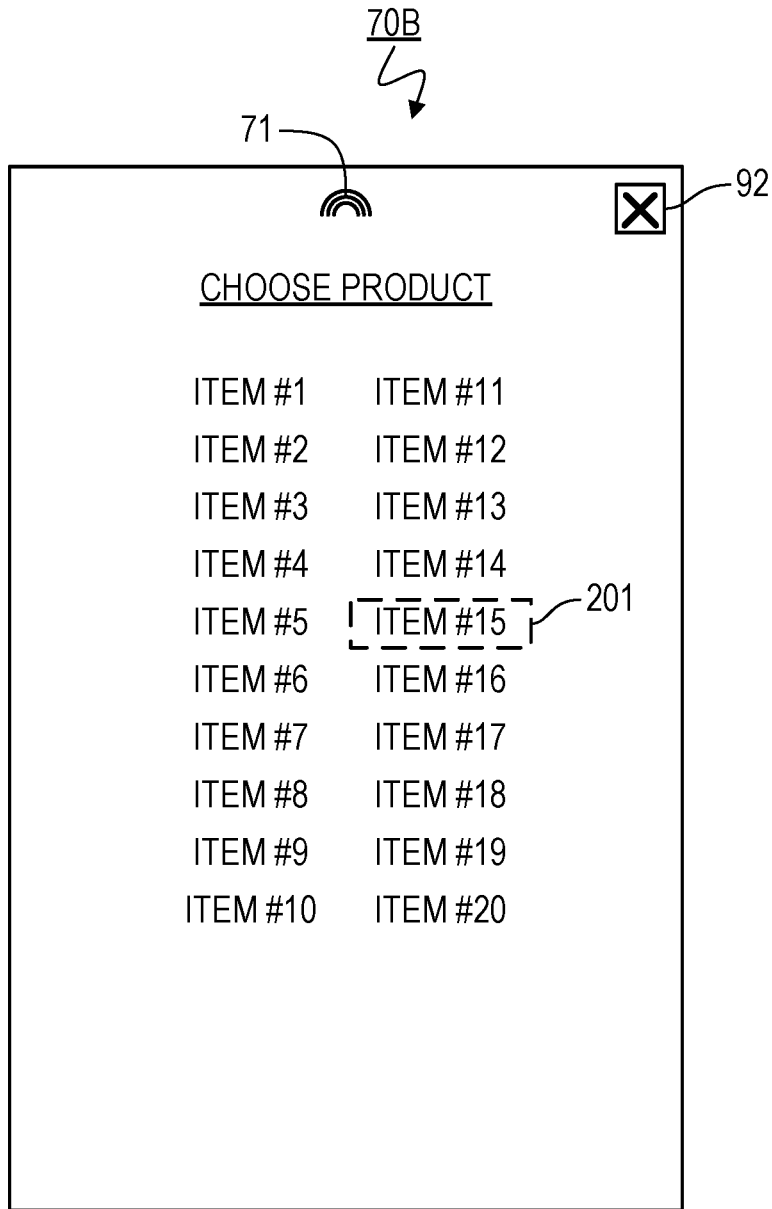 70B
71
92
CHOOSE PRODUCT
ITEM #1 ITEM #11
ITEM #2 ITEM #12
ITEM #3 ITEM #13
ITEM #4 ITEM #14
ITEM #5 ITEM #15
201
ITEM #6 ITEM #16
ITEM #7 ITEM #17
ITEM #8 ITEM #18
ITEM #9 ITEM #19
ITEM #10 ITEM #20